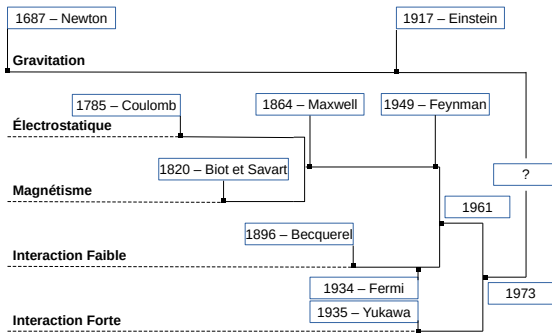 1687 – Newton
1917 – Einstein
Gravitation
1785 – Coulomb
1864 – Maxwell
1949 – Feynman
Électrostatique
1820 – Biot et Savart
?
Magnétisme
1961
1896 – Becquerel
Interaction Faible
1934 – Fermi
1973
1935 – Yukawa
Interaction Forte